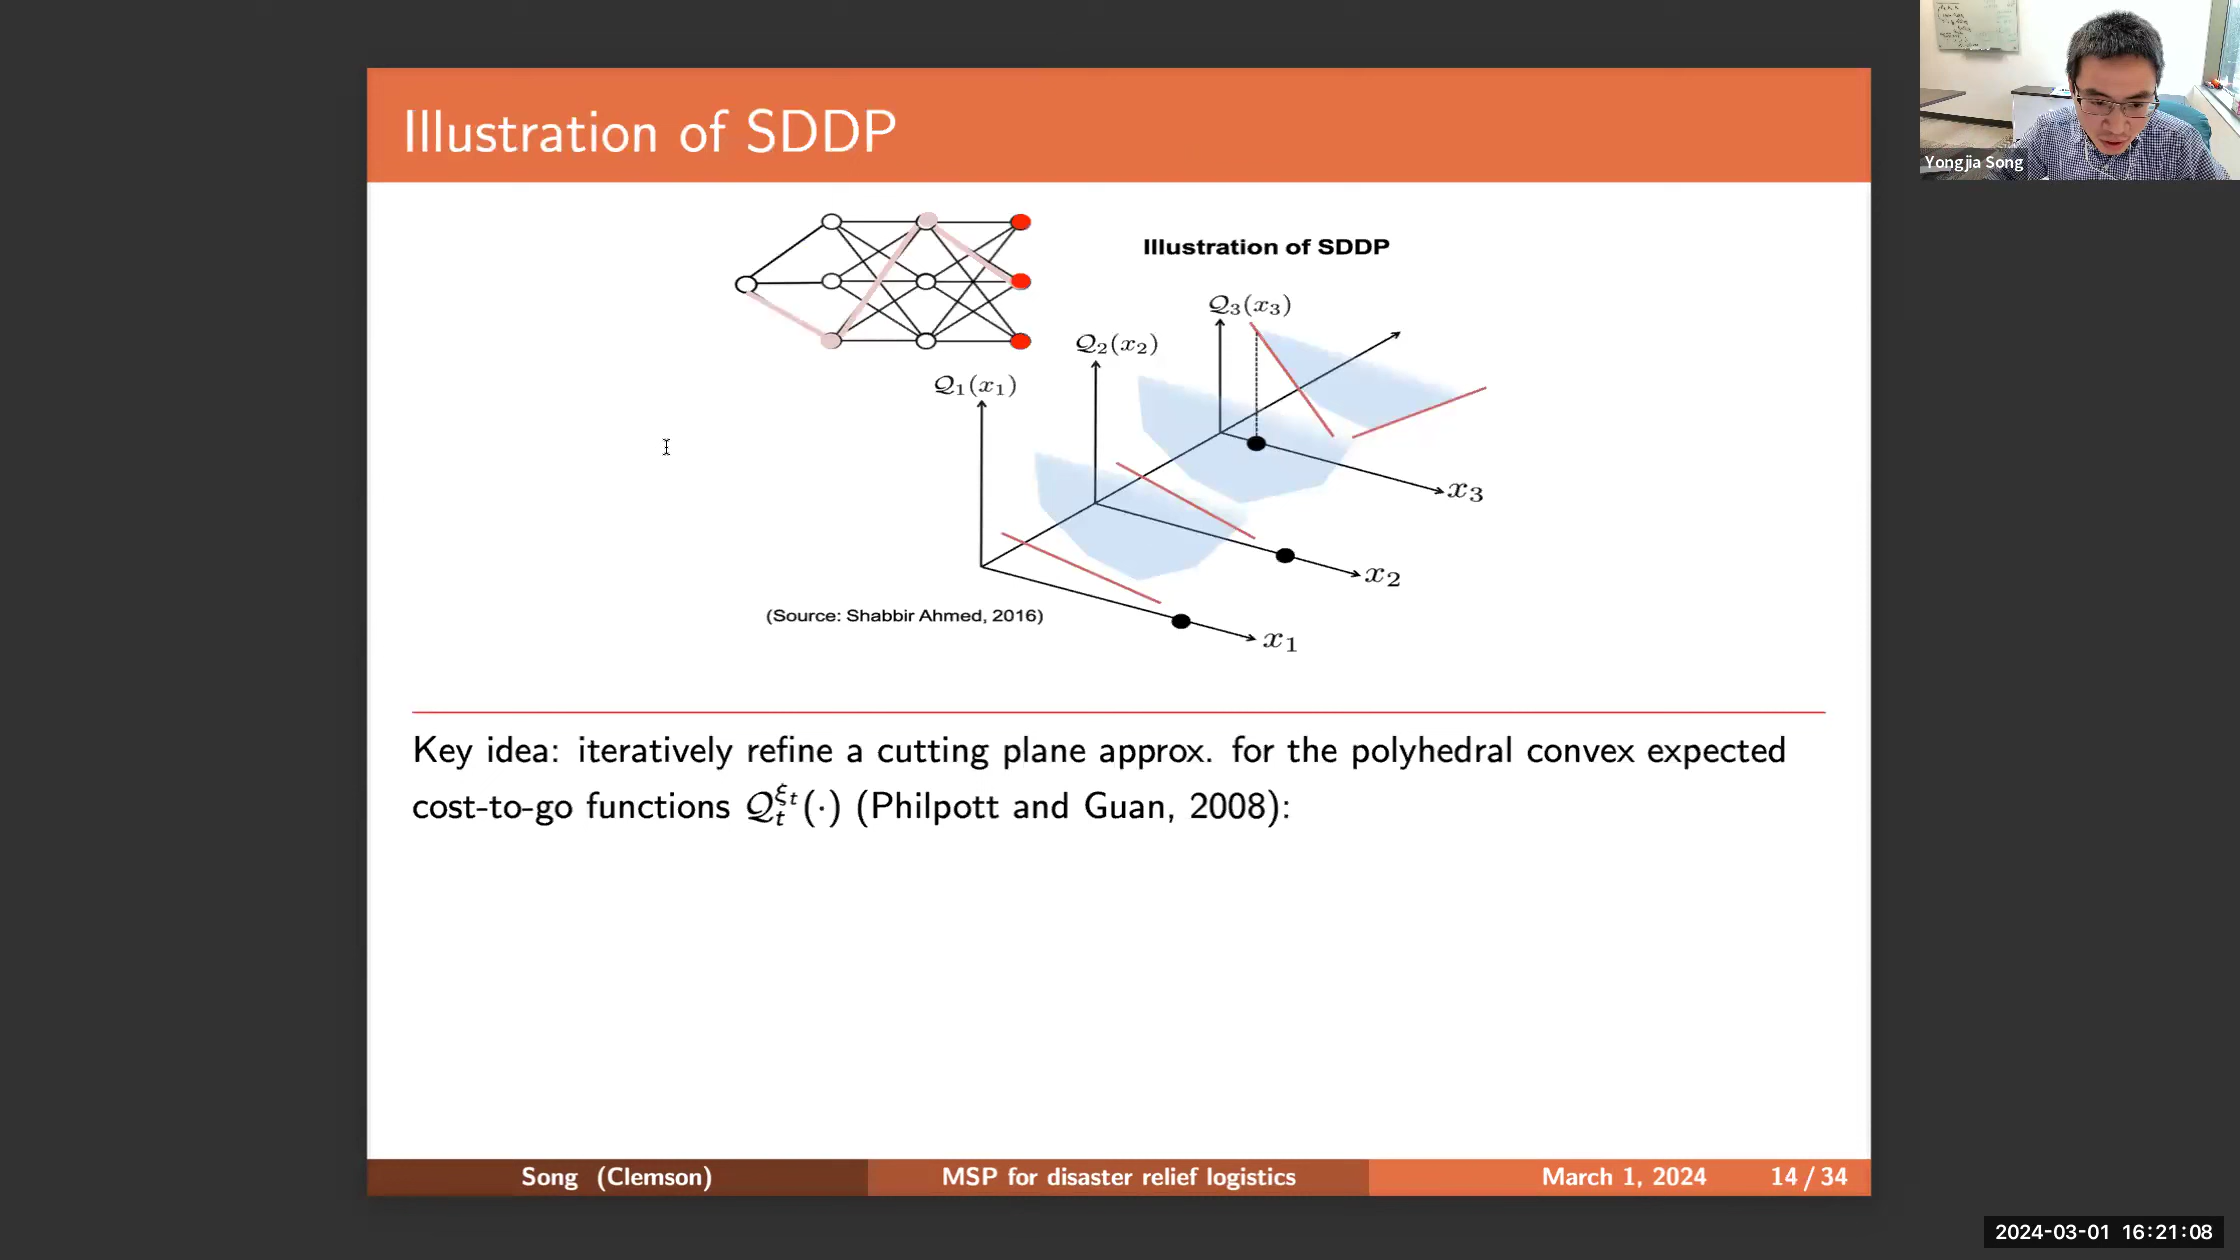 Illustration of SDDP
Illustration of SDDP
Q₃(x₃)
Q₂(x₂)
Q₁(x₁)
x₃
x₂
x₁
(Source: Shabbir Ahmed, 2016)
Key idea: iteratively refine a cutting plane approx. for the polyhedral convex expected
cost-to-go functions Q_t^{ξ_t}(·) (Philpott and Guan, 2008):
Song (Clemson)
MSP for disaster relief logistics
March 1, 2024
14 / 34
Yongjia Song
2024-03-01 16:21:08